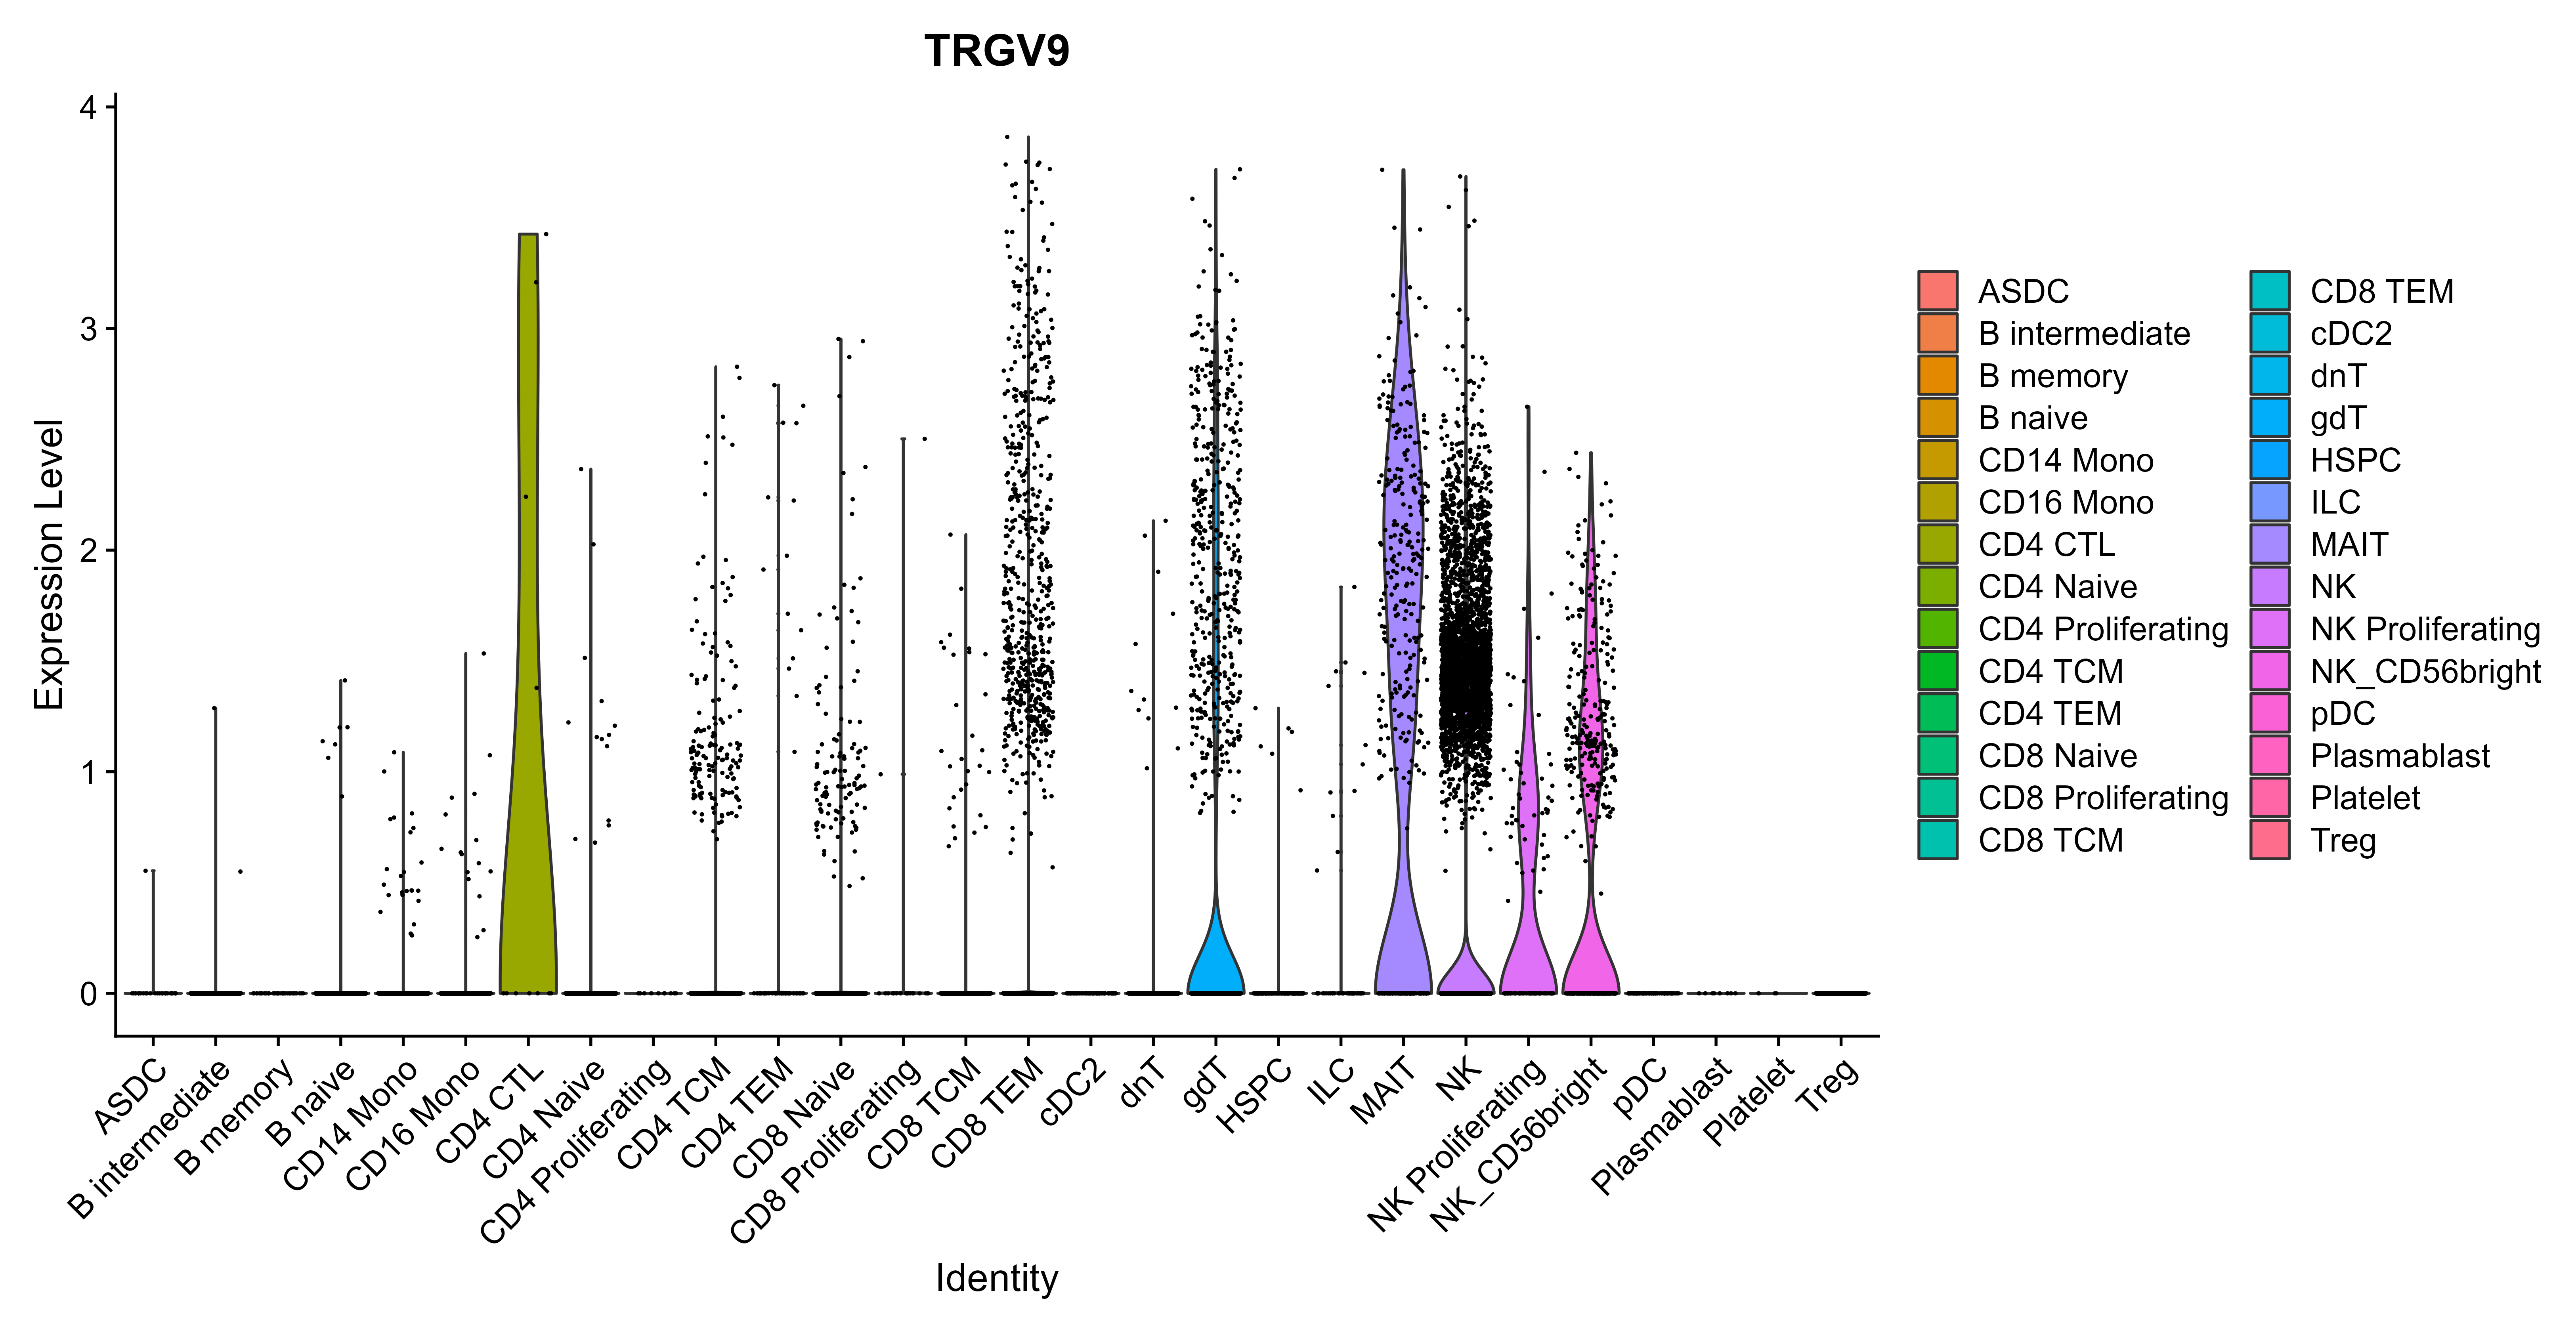 TRGV9
Expression Level
4
3
2
1
0
ASDC
B intermediate
B memory
B naive
CD14 Mono
CD16 Mono
CD4 CTL
CD4 Naive
CD4 Proliferating
CD4 TCM
CD4 TEM
CD8 Naive
CD8 Proliferating
CD8 TCM
CD8 TEM
cDC2
dnT
gdT
HSPC
ILC
MAIT
NK
NK Proliferating
NK_CD56bright
pDC
Plasmablast
Platelet
Treg
Identity
ASDC
B intermediate
B memory
B naive
CD14 Mono
CD16 Mono
CD4 CTL
CD4 Naive
CD4 Proliferating
CD4 TCM
CD4 TEM
CD8 Naive
CD8 Proliferating
CD8 TCM
CD8 TEM
cDC2
dnT
gdT
HSPC
ILC
MAIT
NK
NK Proliferating
NK_CD56bright
pDC
Plasmablast
Platelet
Treg